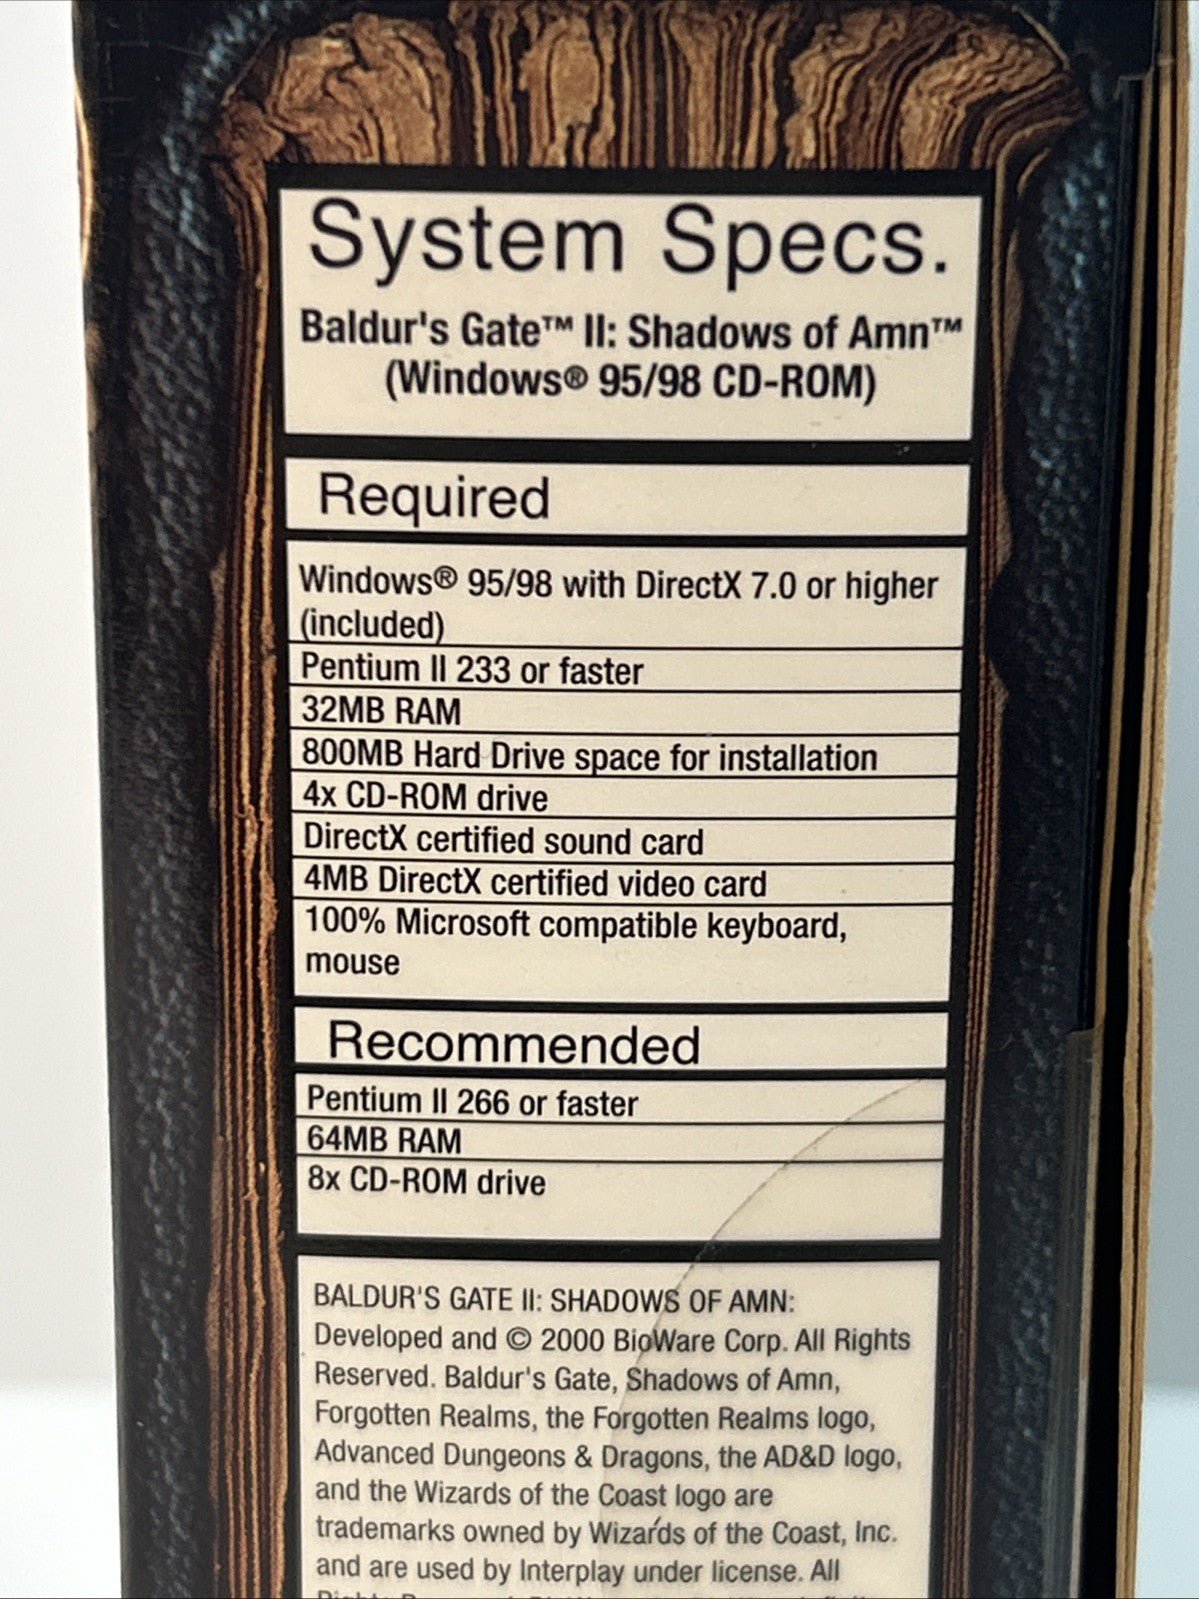 System Specs.
Baldur's Gate™ II: Shadows of Amn™
(Windows® 95/98 CD-ROM)
Required
Windows® 95/98 with DirectX 7.0 or higher
(included)
Pentium II 233 or faster
32MB RAM
800MB Hard Drive space for installation
4x CD-ROM drive
DirectX certified sound card
4MB DirectX certified video card
100% Microsoft compatible keyboard,
mouse
Recommended
Pentium II 266 or faster
64MB RAM
8x CD-ROM drive
BALDUR'S GATE II: SHADOWS OF AMN:
Developed and © 2000 BioWare Corp. All Rights
Reserved. Baldur's Gate, Shadows of Amn,
Forgotten Realms, the Forgotten Realms logo,
Advanced Dungeons & Dragons, the AD&D logo,
and the Wizards of the Coast logo are
trademarks owned by Wizards of the Coast, Inc.
and are used by Interplay under license. All